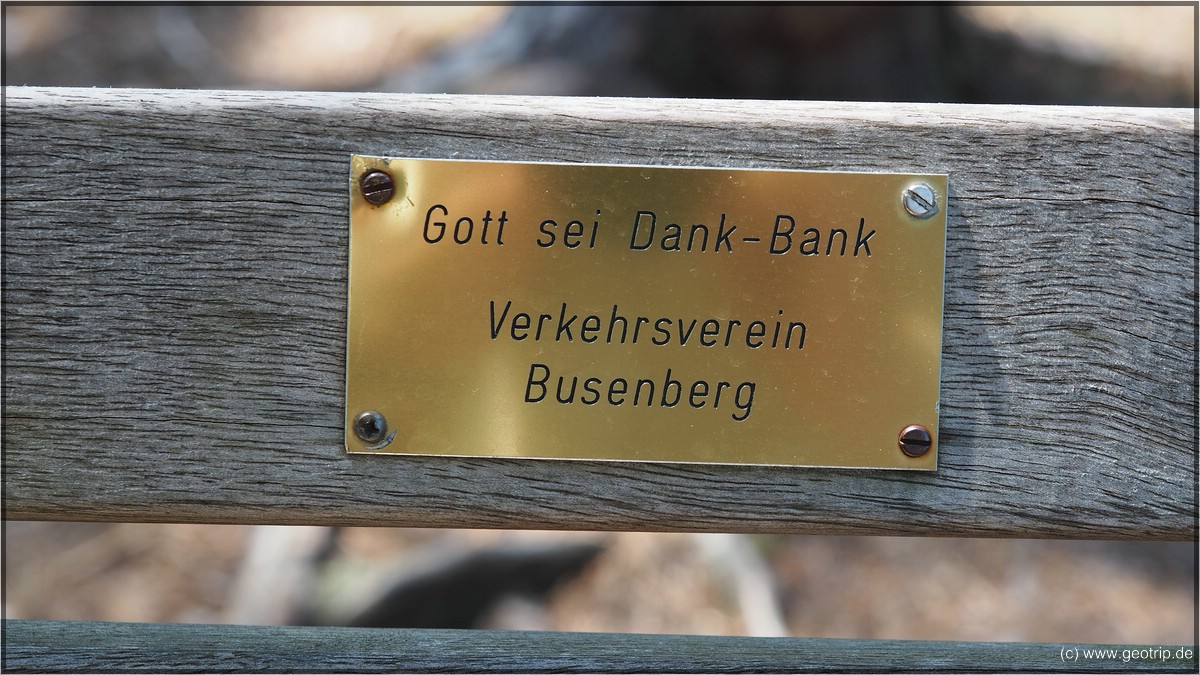 Gott sei Dank-Bank
Verkehrsverein
Busenberg
(c) www.geotrip.de